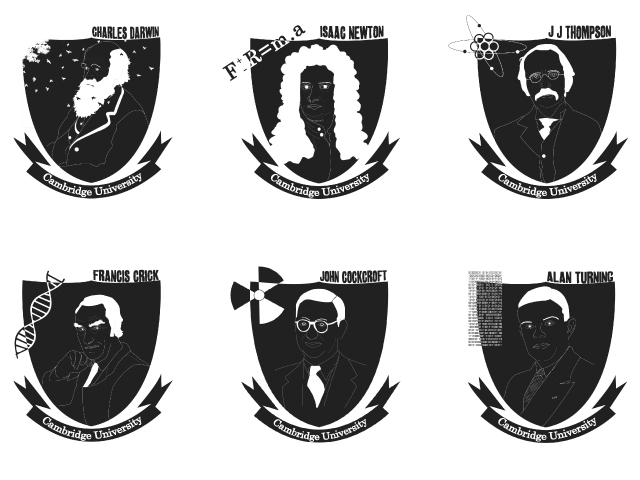 CHARLES DARWIN
Cambridge University
F+R=m.a
ISAAC NEWTON
Cambridge University
J J THOMPSON
Cambridge University
FRANCIS CRICK
Cambridge University
JOHN COCKCROFT
Cambridge University
ALAN TURNING
Cambridge University